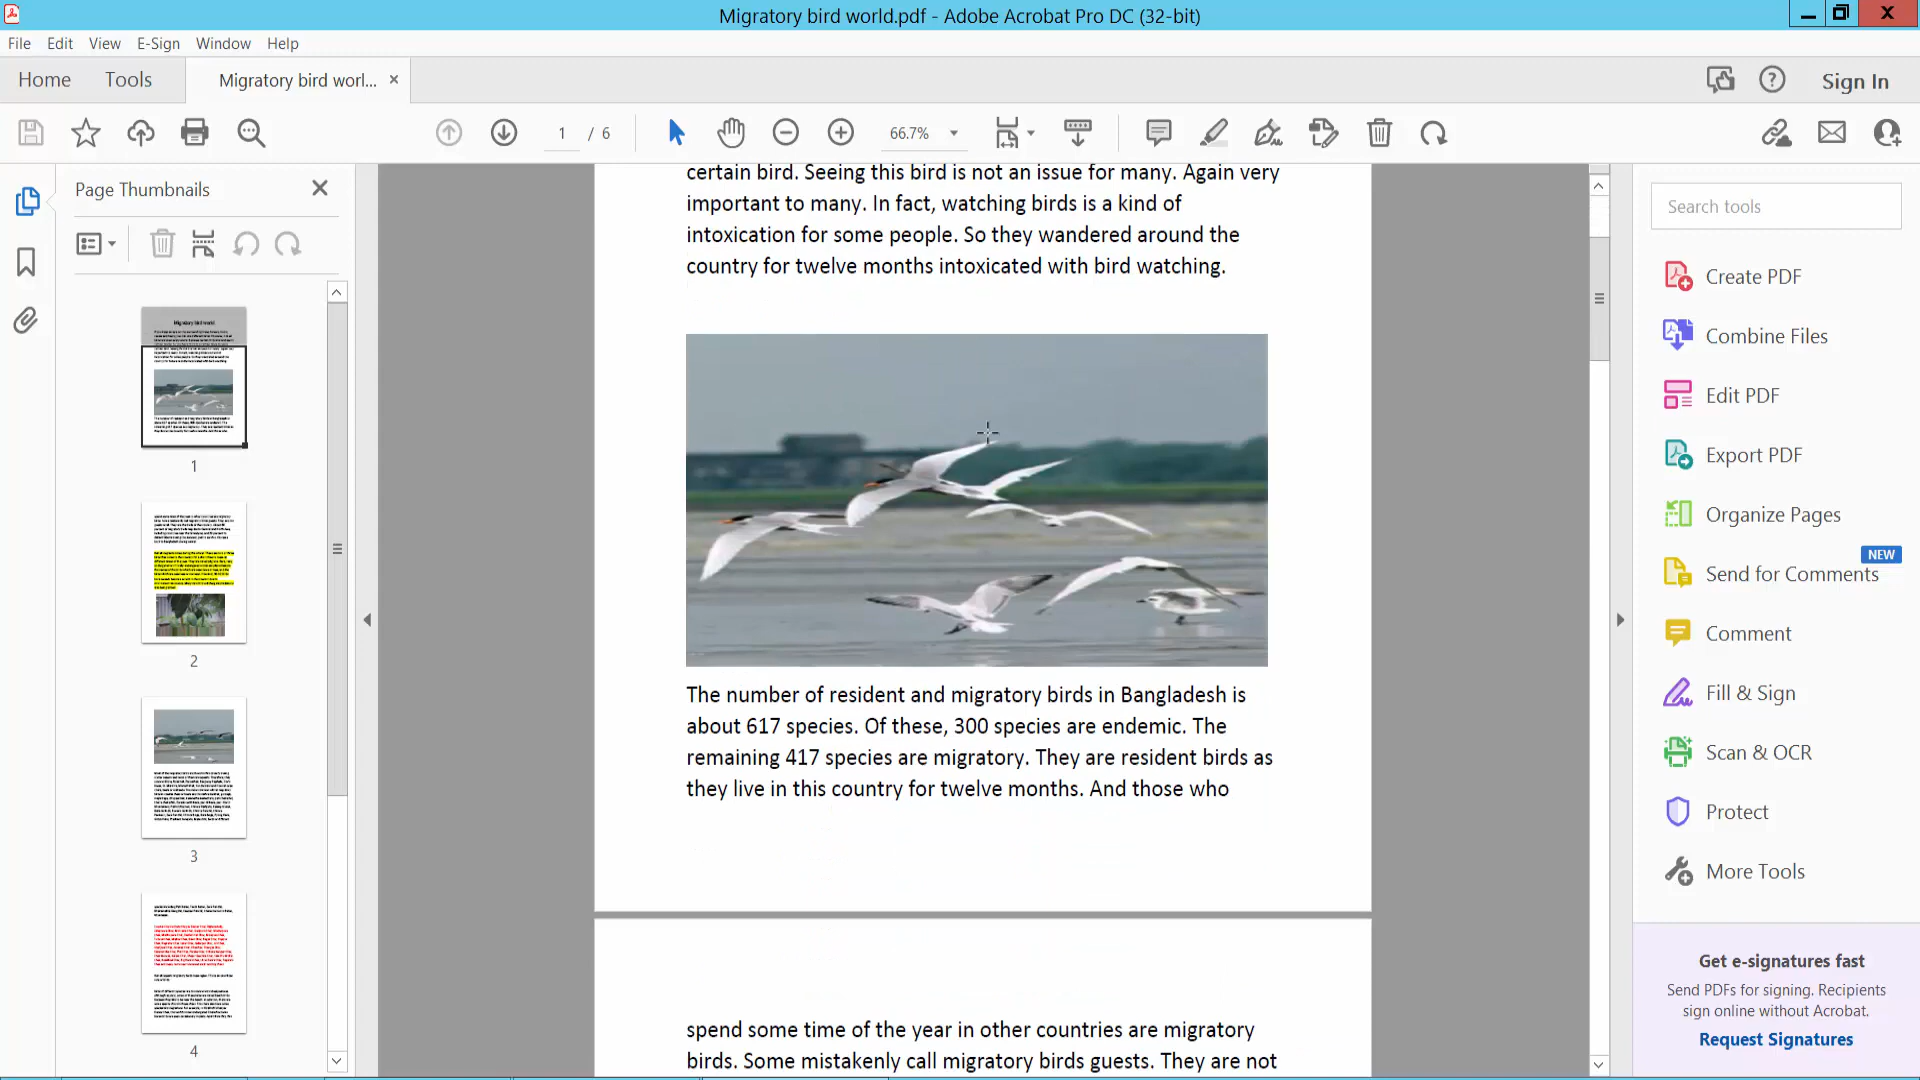 Migratory bird world.pdf - Adobe Acrobat Pro DC (32-bit)
File Edit View E-Sign Window Help
Home Tools Migratory bird worl... × Sign In
1 / 6 66.7%
Page Thumbnails
1
2
3
4
certain bird. Seeing this bird is not an issue for many. Again very
important to many. In fact, watching birds is a kind of
intoxication for some people. So they wandered around the
country for twelve months intoxicated with bird watching.
The number of resident and migratory birds in Bangladesh is
about 617 species. Of these, 300 species are endemic. The
remaining 417 species are migratory. They are resident birds as
they live in this country for twelve months. And those who
spend some time of the year in other countries are migratory
birds. Some mistakenly call migratory birds guests. They are not
Search tools
Create PDF
Combine Files
Edit PDF
Export PDF
Organize Pages
NEW
Send for Comments
Comment
Fill & Sign
Scan & OCR
Protect
More Tools
Get e-signatures fast
Send PDFs for signing. Recipients
sign online without Acrobat.
Request Signatures